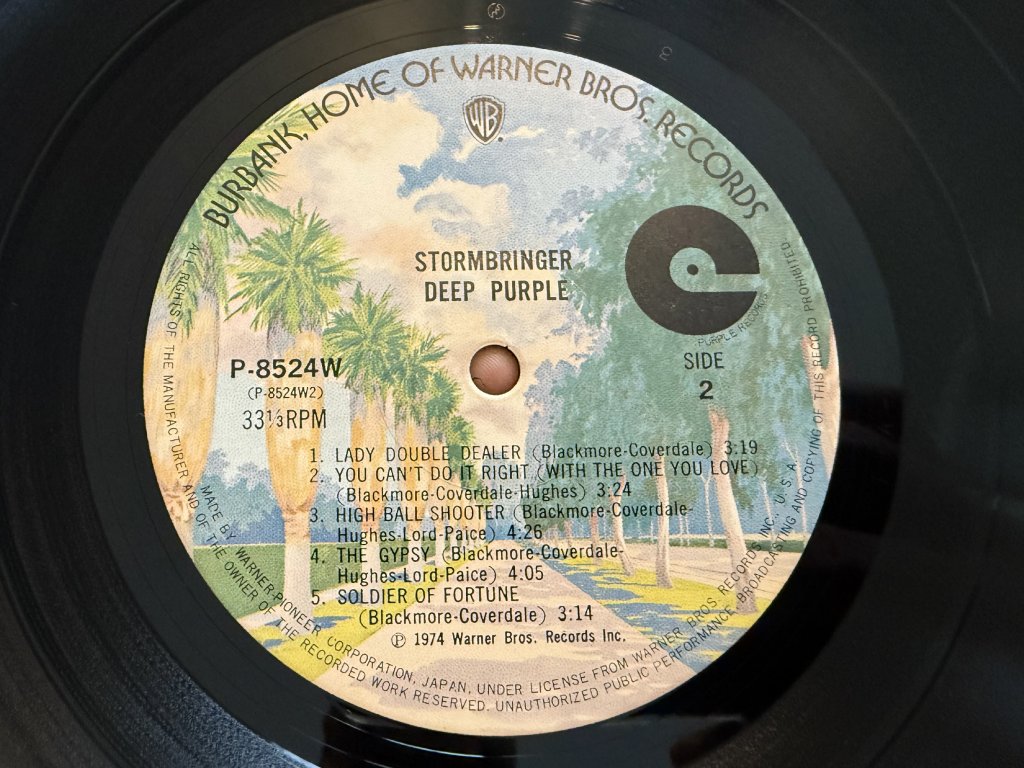 BURBANK, HOME OF WARNER BROS. RECORDS
WB
STORMBRINGER
DEEP PURPLE
PURPLE RECORDS
P-8524W
(P-8524W2)
33⅓RPM
SIDE
2
1. LADY DOUBLE DEALER (Blackmore-Coverdale) 3:19
2. YOU CAN'T DO IT RIGHT (WITH THE ONE YOU LOVE)
(Blackmore-Coverdale-Hughes) 3:24
3. HIGH BALL SHOOTER (Blackmore-Coverdale-
Hughes-Lord-Paice) 4:26
4. THE GYPSY (Blackmore-Coverdale-
Hughes-Lord-Paice) 4:05
5. SOLDIER OF FORTUNE
(Blackmore-Coverdale) 3:14
Ⓟ 1974 Warner Bros. Records Inc.
MADE BY WARNER-PIONEER CORPORATION, JAPAN, UNDER LICENSE FROM WARNER BROS RECORDS INC., U.S.A.
ALL RIGHTS OF THE MANUFACTURER AND OF THE OWNER OF THE RECORDED WORK RESERVED. UNAUTHORIZED PUBLIC PERFORMANCE, BROADCASTING AND COPYING OF THIS RECORD PROHIBITED